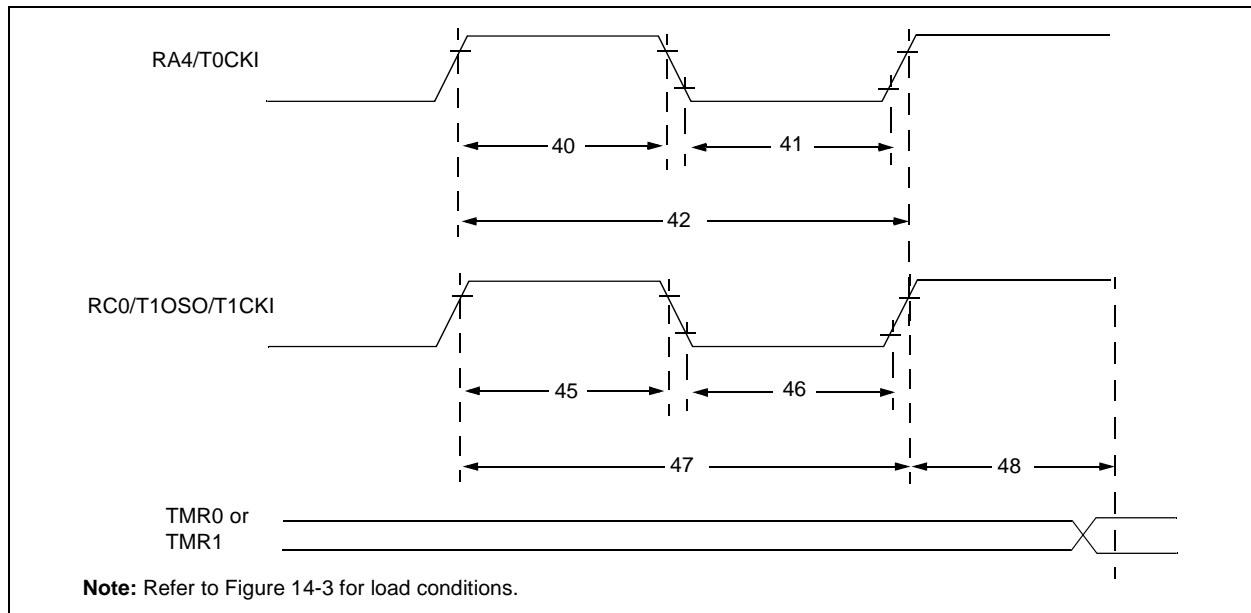 RA4/T0CKI
40
41
42
RC0/T1OSO/T1CKI
45
46
47
48
TMR0 or
TMR1
Note: Refer to Figure 14-3 for load conditions.